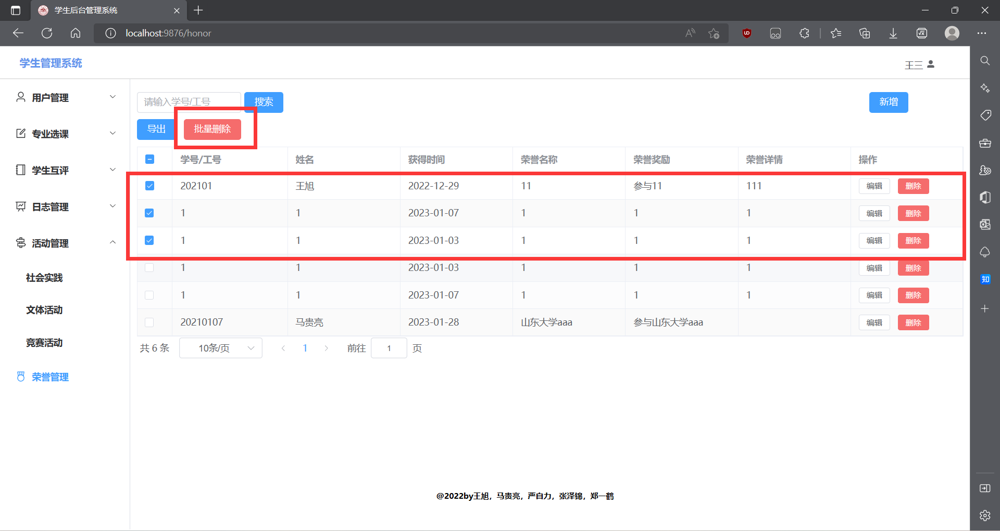 学生后台管理系统
localhost:9876/honor
学生管理系统
王三
用户管理
专业选课
学生互评
日志管理
活动管理
社会实践
文体活动
竞赛活动
荣誉管理
请输入学号/工号
搜索
新增
导出
批量删除
学号/工号 姓名 获得时间 荣誉名称 荣誉奖励 荣誉详情 操作
202101 王旭 2022-12-29 11 参与11 111 编辑 删除
1 1 2023-01-07 1 1 1 编辑 删除
1 1 2023-01-03 1 1 1 编辑 删除
1 1 2023-01-03 1 1 1 编辑 删除
1 1 2023-01-07 1 1 1 编辑 删除
20210107 马贵亮 2023-01-28 山东大学aaa 参与山东大学aaa 编辑 删除
共 6 条 10条/页 1 前往 1 页
@2022by王旭，马贵亮，严自力，张泽锦，郑一鹤
知